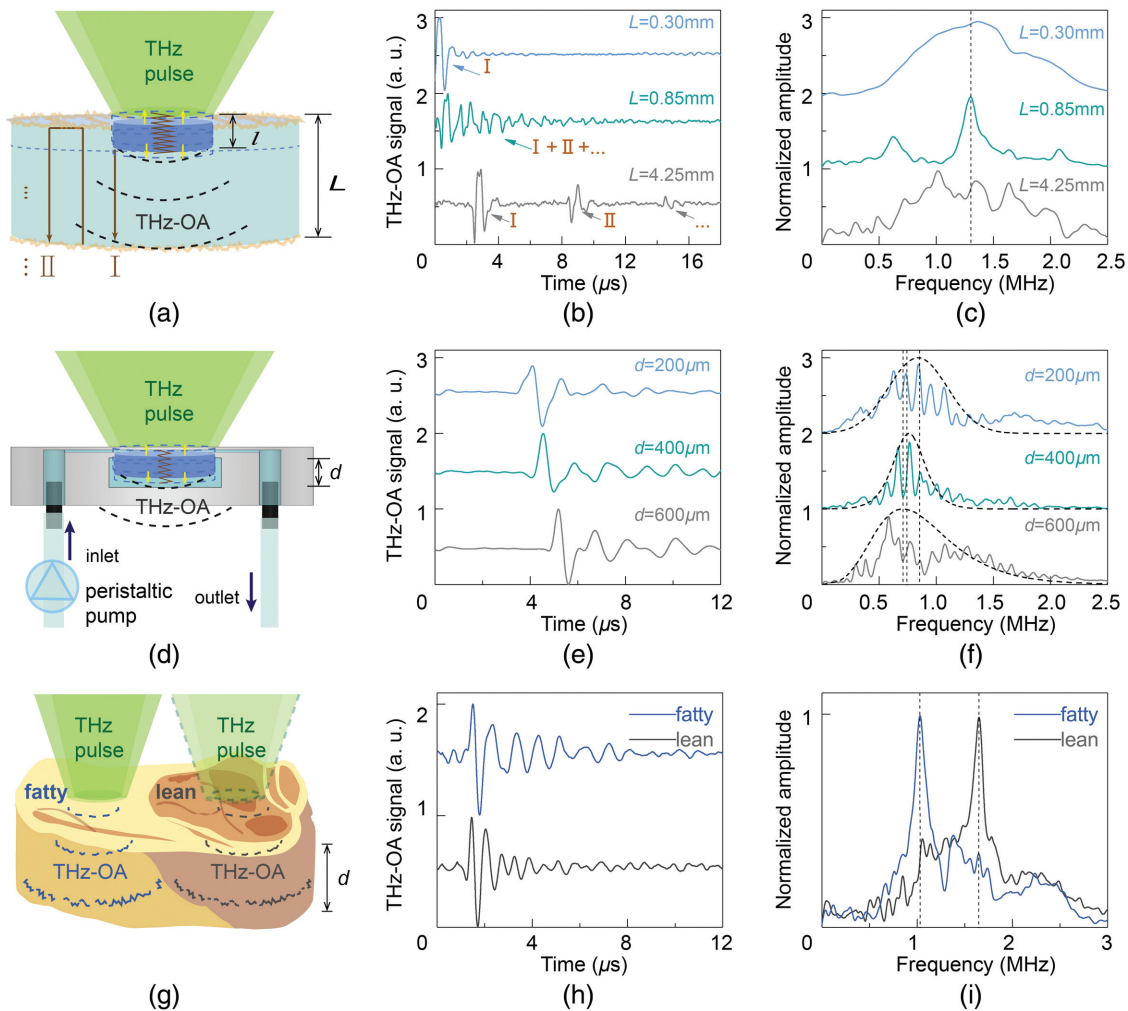 THz
pulse
l
L
THz-OA
⋮
⋮ II
I
(a)
THz-OA signal (a. u.)
3
2
1
0
L=0.30mm
I
L=0.85mm
I + II +...
L=4.25mm
I
II
...
4
8
12
16
Time (μs)
(b)
Normalized amplitude
3
2
1
0
L=0.30mm
L=0.85mm
L=4.25mm
0.5
1.0
1.5
2.0
2.5
Frequency (MHz)
(c)
THz
pulse
d
THz-OA
inlet
peristaltic
pump
outlet
(d)
THz-OA signal (a. u.)
3
2
1
0
d=200μm
d=400μm
d=600μm
4
8
12
Time (μs)
(e)
Normalized amplitude
3
2
1
0
d=200μm
d=400μm
d=600μm
0.5
1.0
1.5
2.0
2.5
Frequency (MHz)
(f)
THz
pulse
THz
pulse
fatty
lean
THz-OA
THz-OA
d
(g)
THz-OA signal (a. u.)
2
1
0
fatty
lean
4
8
12
Time (μs)
(h)
Normalized amplitude
1
0
fatty
lean
1
2
3
Frequency (MHz)
(i)